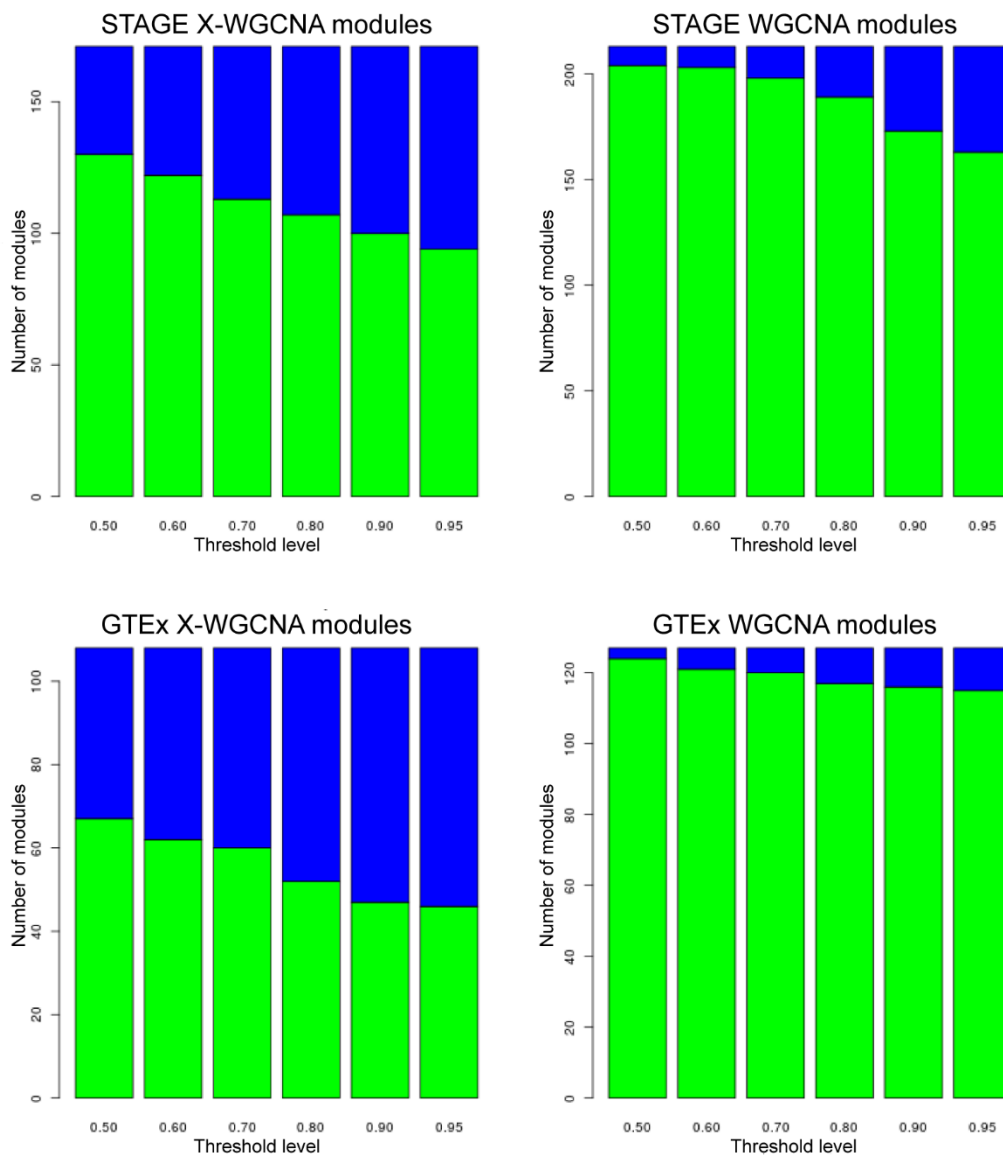 STAGE X-WGCNA modules
Number of modules
150
100
50
0
0.50 0.60 0.70 0.80 0.90 0.95
Threshold level
STAGE WGCNA modules
Number of modules
200
150
100
50
0
0.50 0.60 0.70 0.80 0.90 0.95
Threshold level
GTEx X-WGCNA modules
Number of modules
100
80
60
40
20
0
0.50 0.60 0.70 0.80 0.90 0.95
Threshold level
GTEx WGCNA modules
Number of modules
120
100
80
60
40
20
0
0.50 0.60 0.70 0.80 0.90 0.95
Threshold level